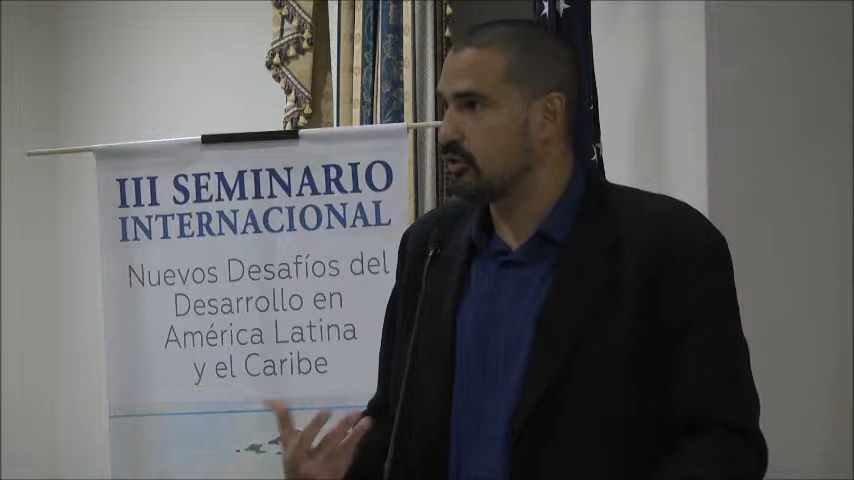 III SEMINARIO
INTERNACIONAL
Nuevos Desafíos del
Desarrollo en
América Latina
y el Caribe